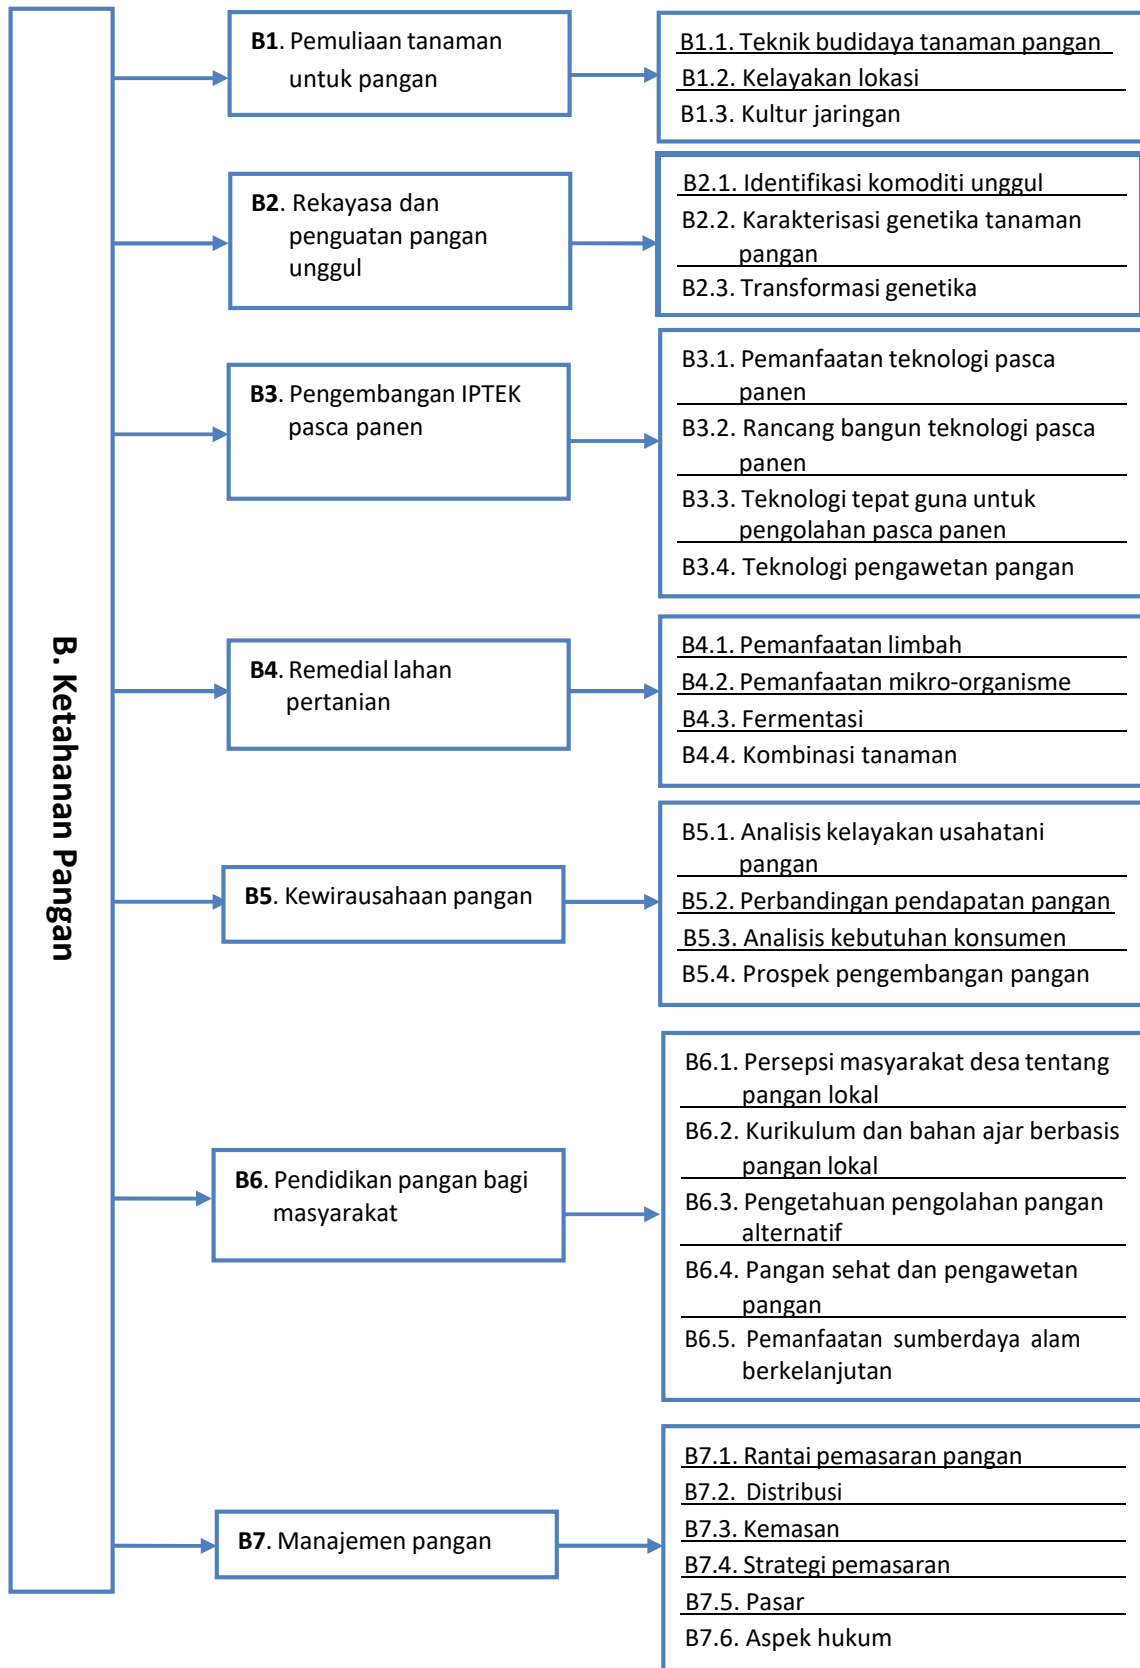 B. Ketahanan Pangan
B1. Pemuliaan tanaman
untuk pangan
B1.1. Teknik budidaya tanaman pangan
B1.2. Kelayakan lokasi
B1.3. Kultur jaringan
B2. Rekayasa dan
penguatan pangan
unggul
B2.1. Identifikasi komoditi unggul
B2.2. Karakterisasi genetika tanaman
pangan
B2.3. Transformasi genetika
B3. Pengembangan IPTEK
pasca panen
B3.1. Pemanfaatan teknologi pasca
panen
B3.2. Rancang bangun teknologi pasca
panen
B3.3. Teknologi tepat guna untuk
pengolahan pasca panen
B3.4. Teknologi pengawetan pangan
B4. Remedial lahan
pertanian
B4.1. Pemanfaatan limbah
B4.2. Pemanfaatan mikro-organisme
B4.3. Fermentasi
B4.4. Kombinasi tanaman
B5. Kewirausahaan pangan
B5.1. Analisis kelayakan usahatani
pangan
B5.2. Perbandingan pendapatan pangan
B5.3. Analisis kebutuhan konsumen
B5.4. Prospek pengembangan pangan
B6. Pendidikan pangan bagi
masyarakat
B6.1. Persepsi masyarakat desa tentang
pangan lokal
B6.2. Kurikulum dan bahan ajar berbasis
pangan lokal
B6.3. Pengetahuan pengolahan pangan
alternatif
B6.4. Pangan sehat dan pengawetan
pangan
B6.5. Pemanfaatan sumberdaya alam
berkelanjutan
B7. Manajemen pangan
B7.1. Rantai pemasaran pangan
B7.2. Distribusi
B7.3. Kemasan
B7.4. Strategi pemasaran
B7.5. Pasar
B7.6. Aspek hukum